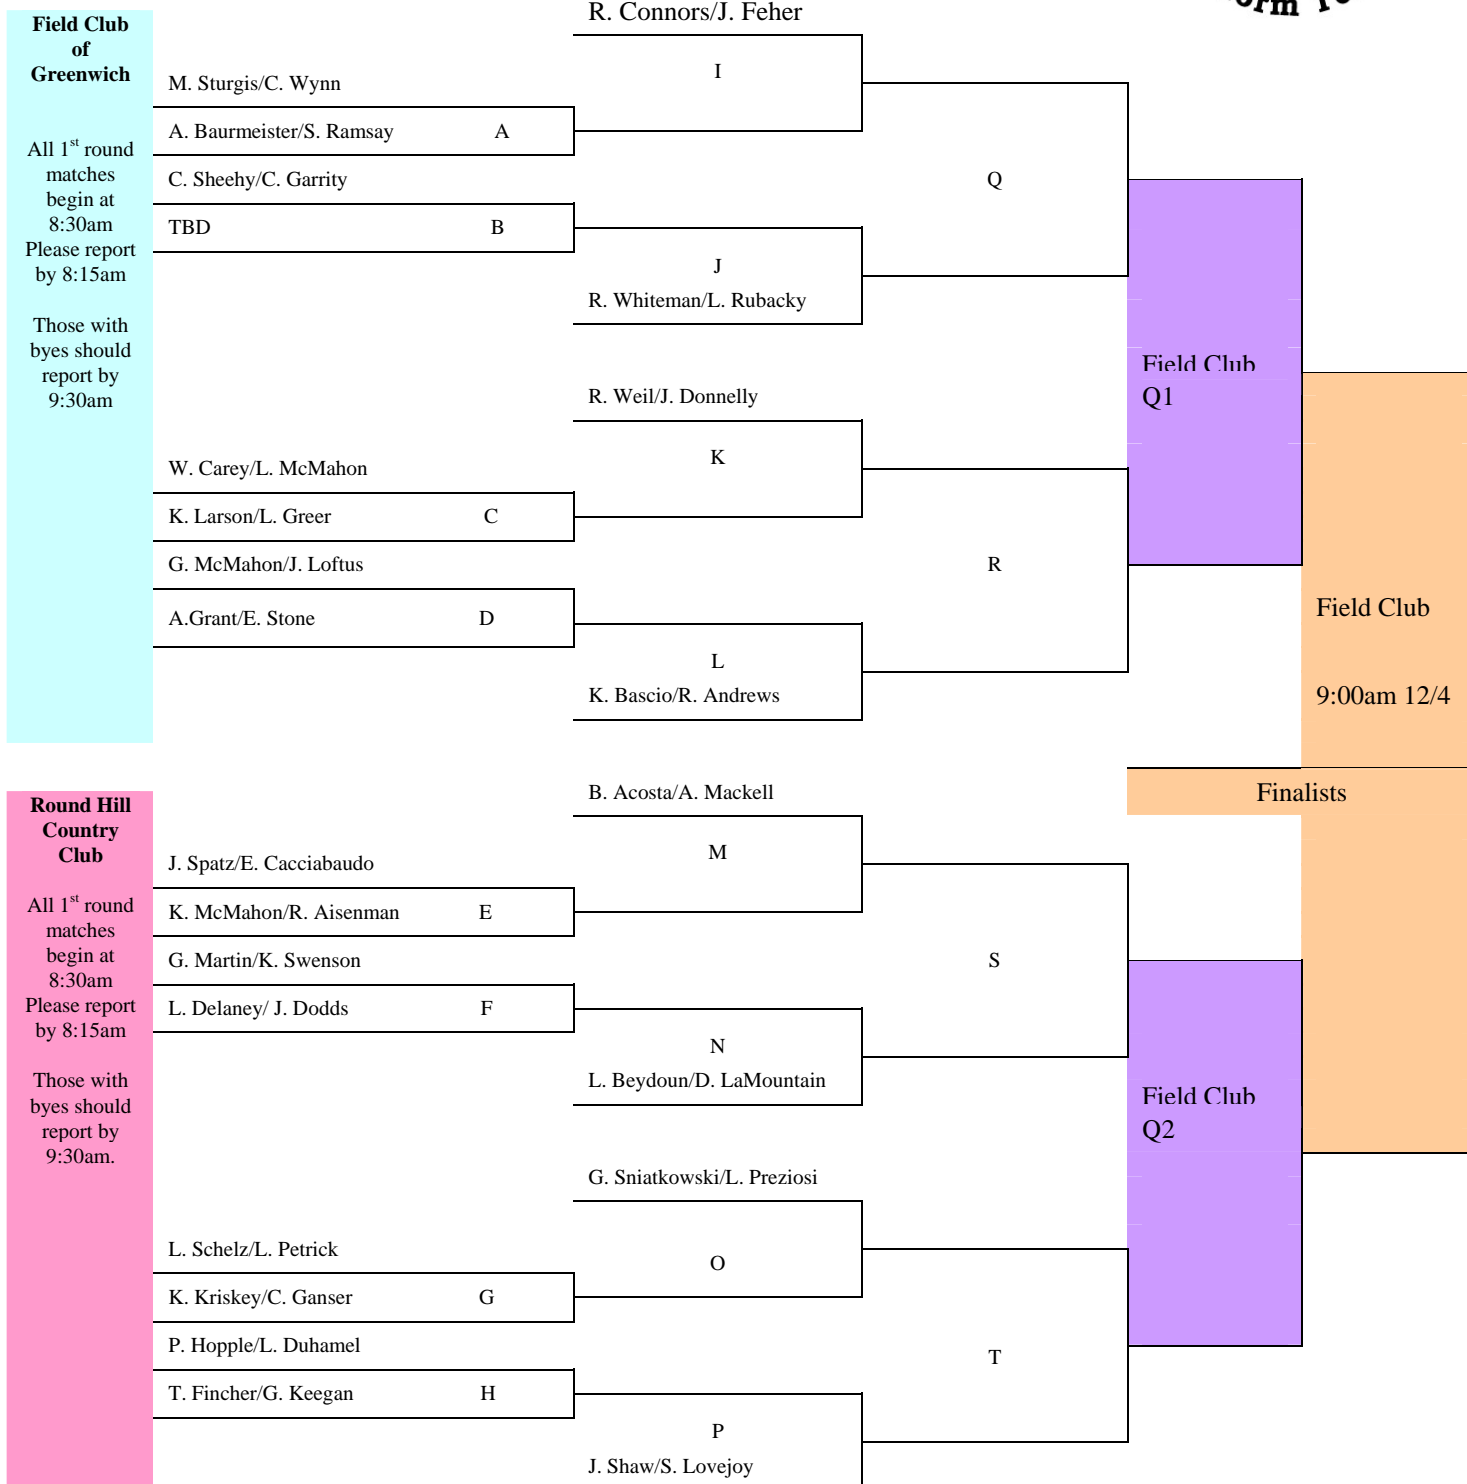 orm
R. Connors/J. Feher
Field Club
of
Greenwich
I
M. Sturgis/C. Wynn
A. Baurmeister/S. Ramsay A
All 1st round
matches
begin at
8:30am
Please report
by 8:15am
C. Sheehy/C. Garrity
Q
TBD B
J
R. Whiteman/L. Rubacky
Those with
byes should
report by
9:30am
Field Club
Q1
R. Weil/J. Donnelly
K
W. Carey/L. McMahon
K. Larson/L. Greer C
G. McMahon/J. Loftus
R
A.Grant/E. Stone D
Field Club
L
K. Bascio/R. Andrews
9:00am 12/4
B. Acosta/A. Mackell
Finalists
Round Hill
Country
Club
M
J. Spatz/E. Cacciabaudo
K. McMahon/R. Aisenman E
All 1st round
matches
begin at
8:30am
Please report
by 8:15am
G. Martin/K. Swenson
S
L. Delaney/ J. Dodds F
N
L. Beydoun/D. LaMountain
Those with
byes should
report by
9:30am.
Field Club
Q2
G. Sniatkowski/L. Preziosi
L. Schelz/L. Petrick
O
K. Kriskey/C. Ganser G
P. Hopple/L. Duhamel
T
T. Fincher/G. Keegan H
P
J. Shaw/S. Lovejoy